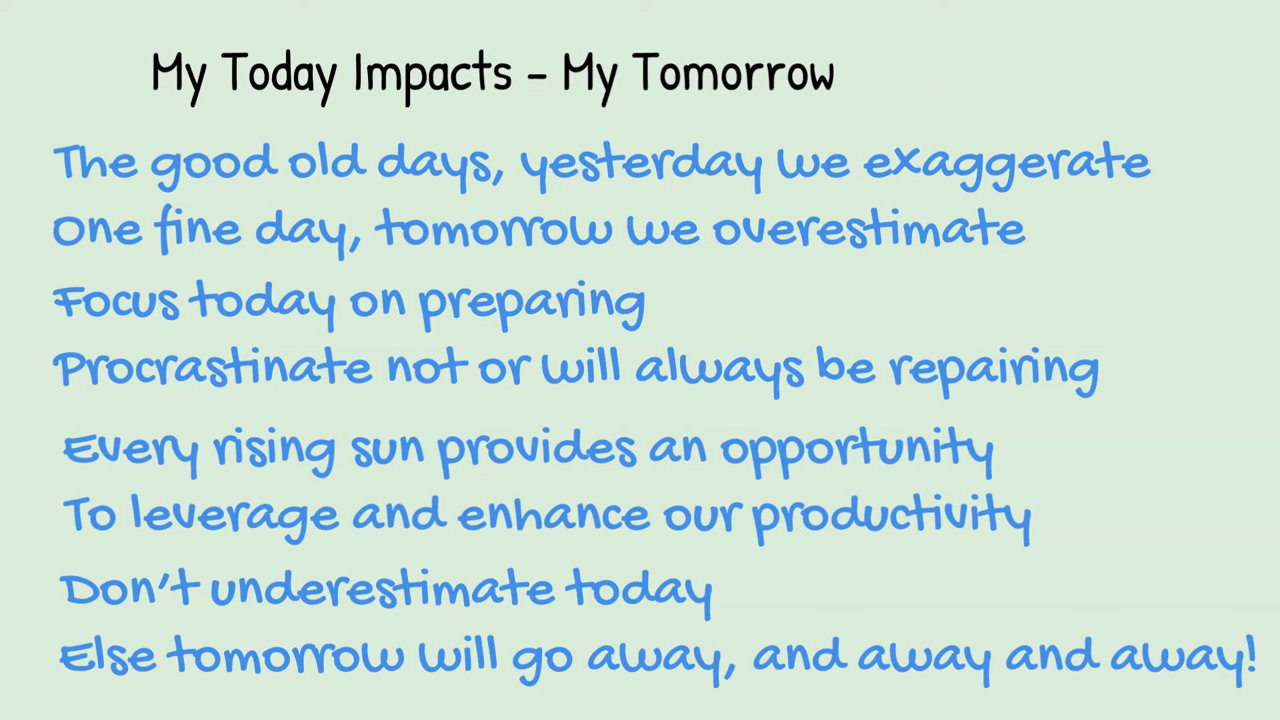 My Today Impacts - My Tomorrow
The good old days, yesterday we exaggerate
One fine day, tomorrow we overestimate
Focus today on preparing
Procrastinate not or will always be repairing
Every rising sun provides an opportunity
To leverage and enhance our productivity
Don't underestimate today
Else tomorrow will go away, and away and away!